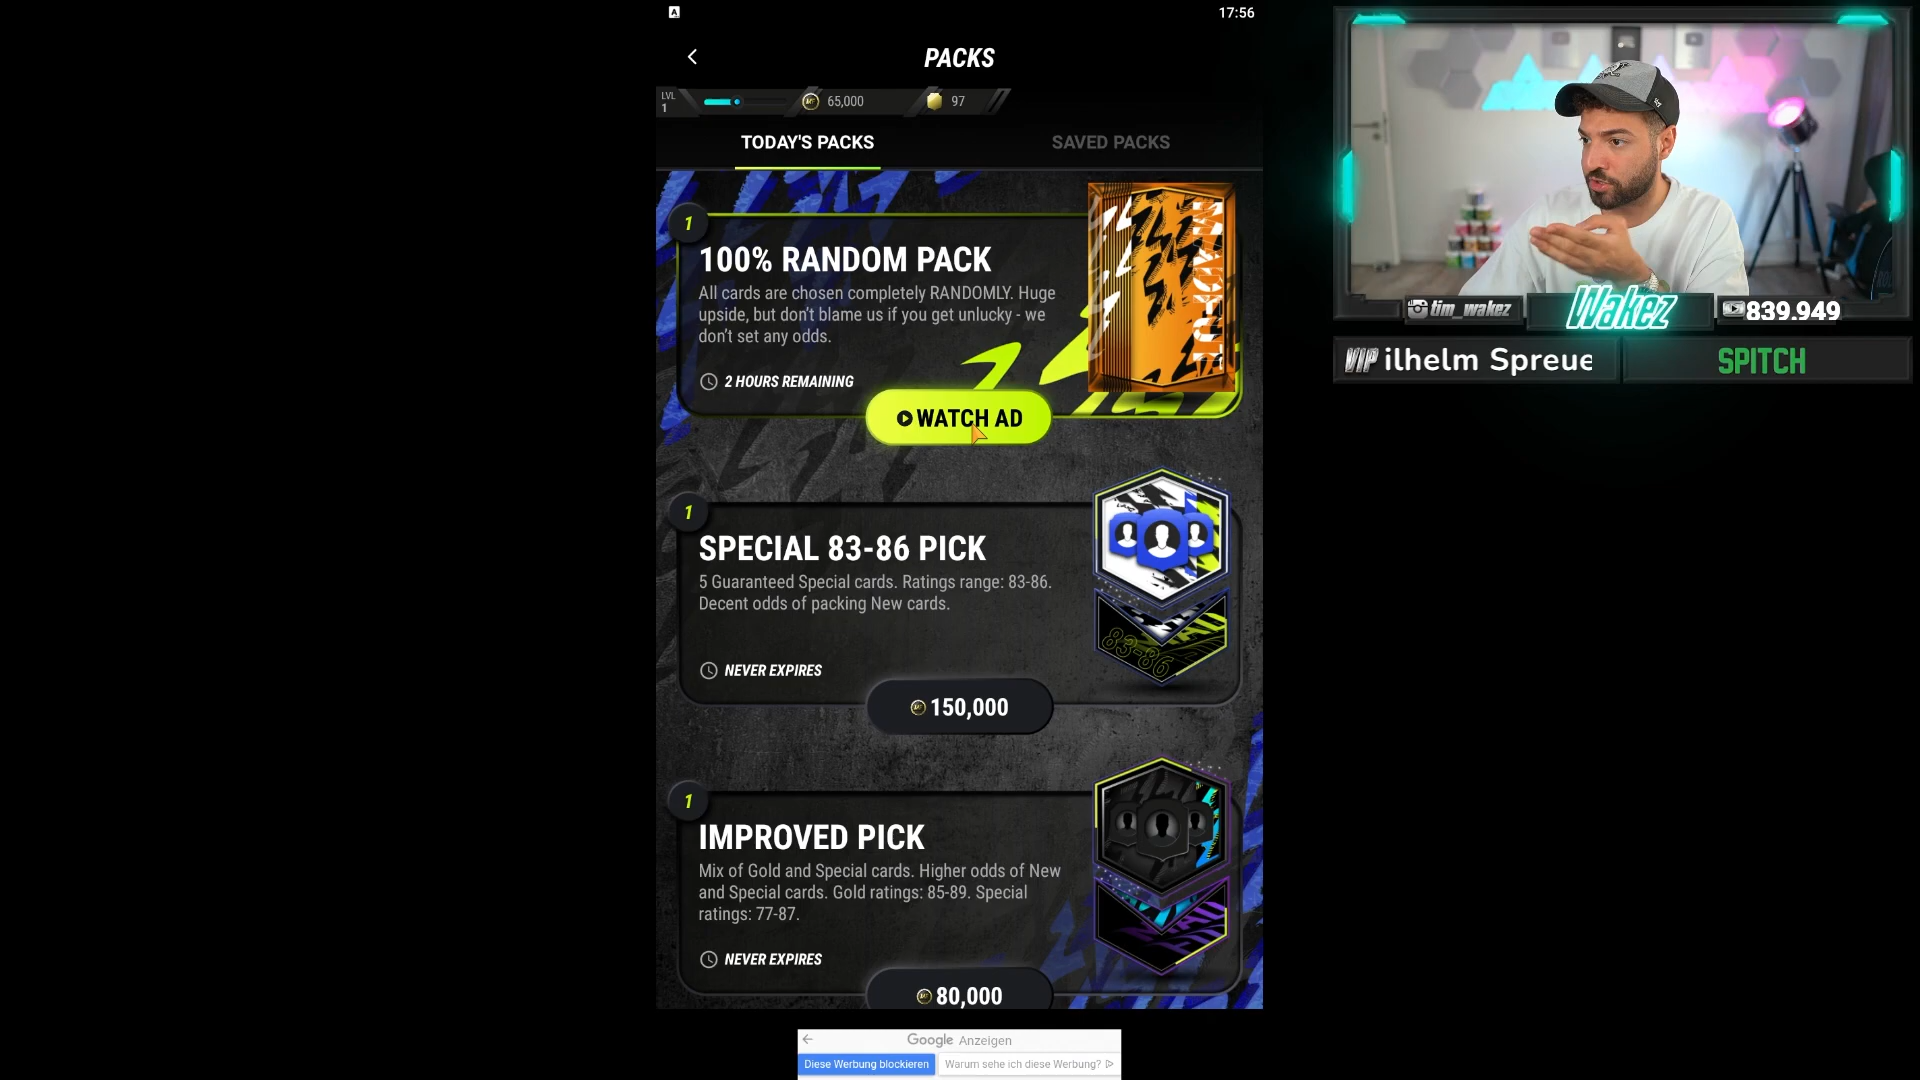 17:56
PACKS
LVL
1
65,000
97
TODAY'S PACKS
SAVED PACKS
1
100% RANDOM PACK
All cards are chosen completely RANDOMLY. Huge
upside, but don't blame us if you get unlucky - we
don't set any odds.
2 HOURS REMAINING
MADFUT
WATCH AD
1
SPECIAL 83-86 PICK
5 Guaranteed Special cards. Ratings range: 83-86.
Decent odds of packing New cards.
83-86
NEVER EXPIRES
150,000
1
IMPROVED PICK
Mix of Gold and Special cards. Higher odds of New
and Special cards. Gold ratings: 85-89. Special
ratings: 77-87.
NEVER EXPIRES
80,000
Google Anzeigen
Diese Werbung blockieren
Warum sehe ich diese Werbung?
tim_wakez
Wakez
839.949
VIP ilhelm Spreue
SPITCH